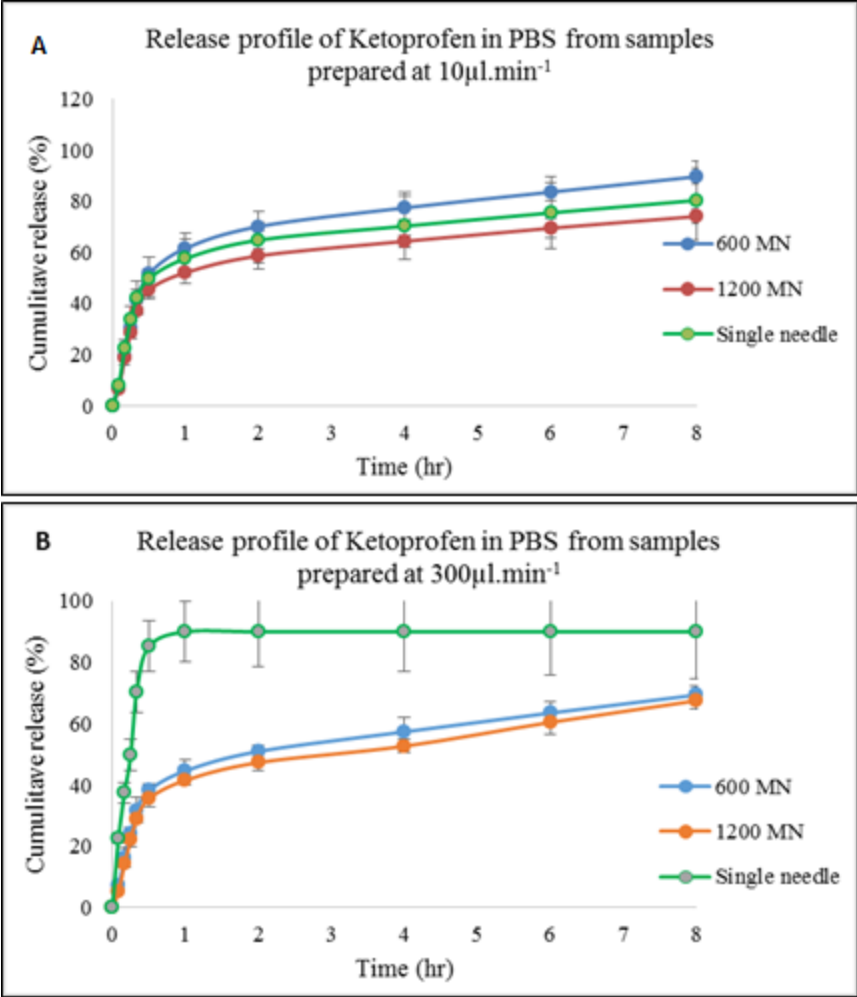 A
Release profile of Ketoprofen in PBS from samples
prepared at 10µl.min-1
Cumulitave release (%)
120
100
80
60
40
20
0
0 1 2 3 4 5 6 7 8
Time (hr)
600 MN
1200 MN
Single needle
B
Release profile of Ketoprofen in PBS from samples
prepared at 300µl.min-1
Cumulitave release (%)
100
80
60
40
20
0
0 1 2 3 4 5 6 7 8
Time (hr)
600 MN
1200 MN
Single needle